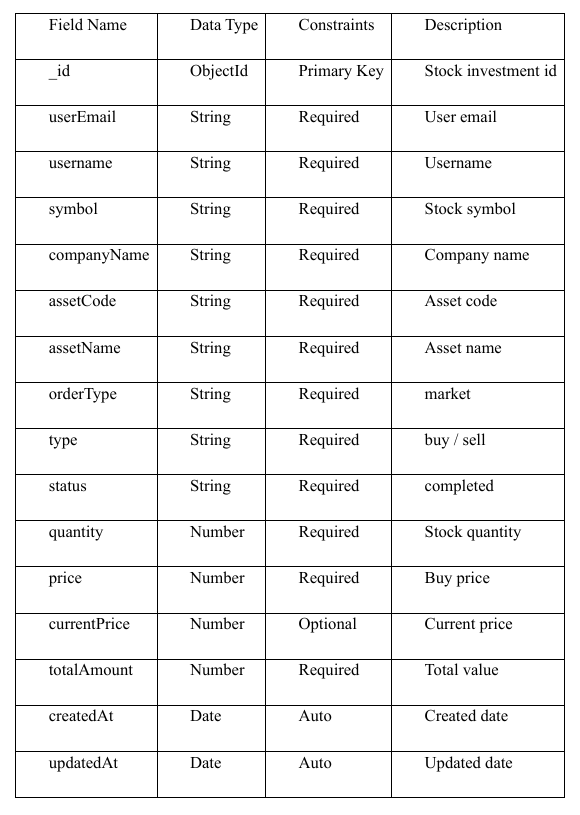 Field Name Data Type Constraints Description
_id ObjectId Primary Key Stock investment id
userEmail String Required User email
username String Required Username
symbol String Required Stock symbol
companyName String Required Company name
assetCode String Required Asset code
assetName String Required Asset name
orderType String Required market
type String Required buy / sell
status String Required completed
quantity Number Required Stock quantity
price Number Required Buy price
currentPrice Number Optional Current price
totalAmount Number Required Total value
createdAt Date Auto Created date
updatedAt Date Auto Updated date